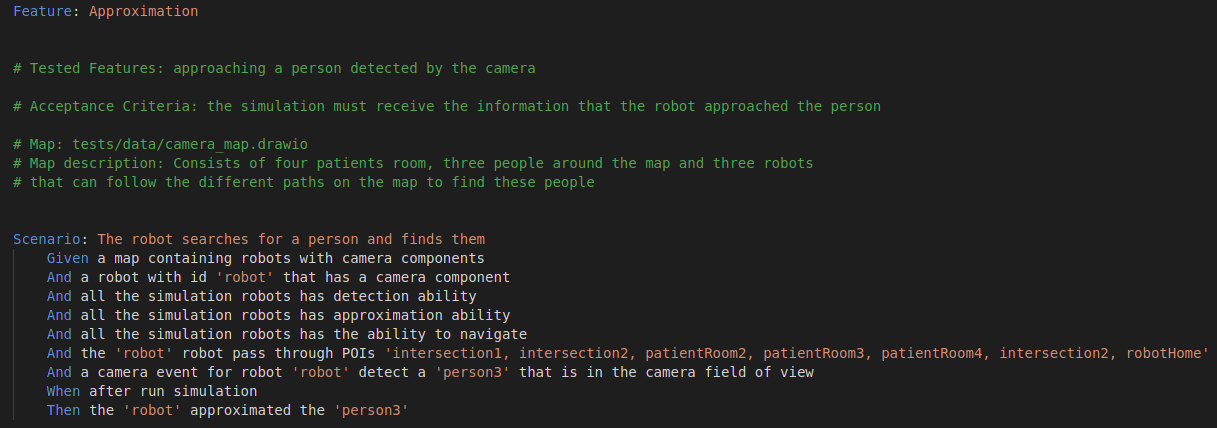 Feature: Approximation
# Tested Features: approaching a person detected by the camera
# Acceptance Criteria: the simulation must receive the information that the robot approached the person
# Map: tests/data/camera_map.drawio
# Map description: Consists of four patients room, three people around the map and three robots
# that can follow the different paths on the map to find these people
Scenario: The robot searches for a person and finds them
Given a map containing robots with camera components
And a robot with id 'robot' that has a camera component
And all the simulation robots has detection ability
And all the simulation robots has approximation ability
And all the simulation robots has the ability to navigate
And the 'robot' robot pass through POIs 'intersection1, intersection2, patientRoom2, patientRoom3, patientRoom4, intersection2, robotHome'
And a camera event for robot 'robot' detect a 'person3' that is in the camera field of view
When after run simulation
Then the 'robot' approximated the 'person3'